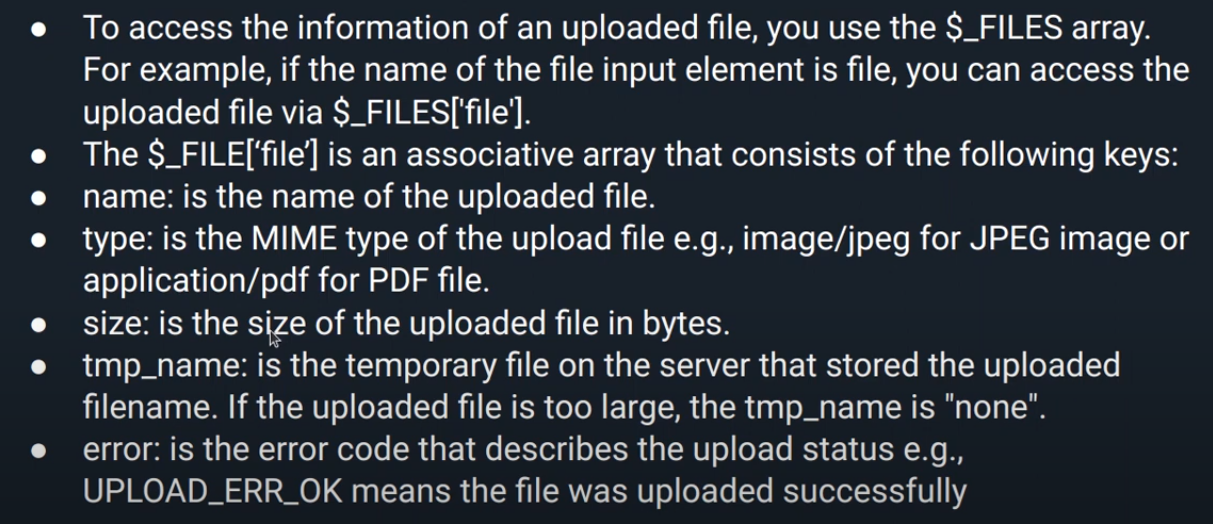 ● To access the information of an uploaded file, you use the $_FILES array.
For example, if the name of the file input element is file, you can access the
uploaded file via $_FILES['file'].
● The $_FILE[‘file’] is an associative array that consists of the following keys:
● name: is the name of the uploaded file.
● type: is the MIME type of the upload file e.g., image/jpeg for JPEG image or
application/pdf for PDF file.
● size: is the size of the uploaded file in bytes.
● tmp_name: is the temporary file on the server that stored the uploaded
filename. If the uploaded file is too large, the tmp_name is "none".
● error: is the error code that describes the upload status e.g.,
UPLOAD_ERR_OK means the file was uploaded successfully